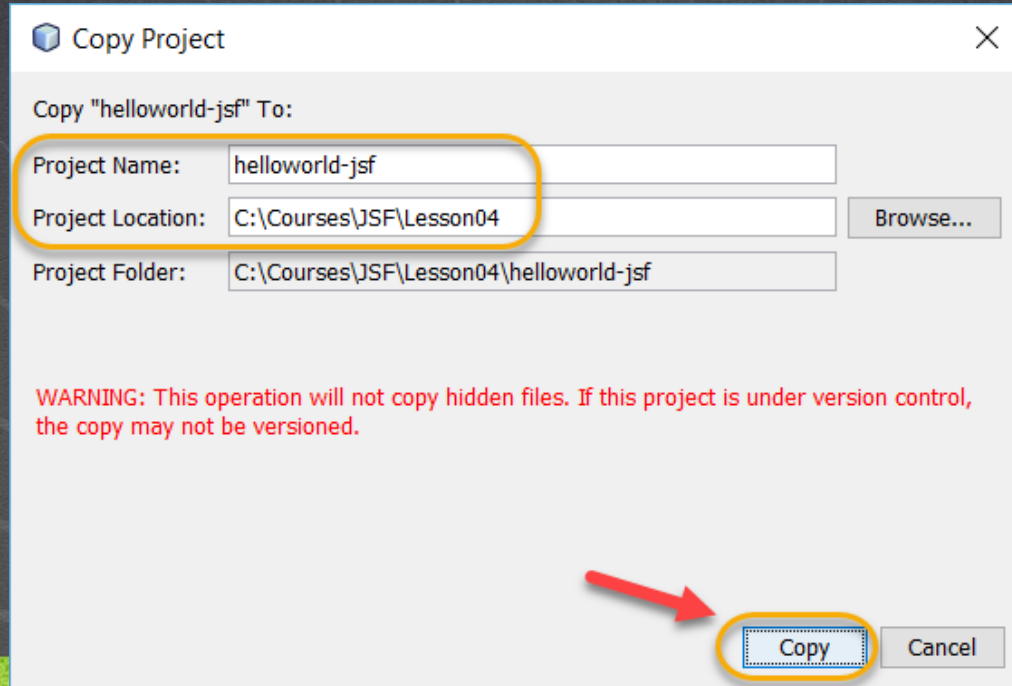 Copy Project
Copy "helloworld-jsf" To:
Project Name: helloworld-jsf
Project Location: C:\Courses\JSF\Lesson04 Browse...
Project Folder: C:\Courses\JSF\Lesson04\helloworld-jsf
WARNING: This operation will not copy hidden files. If this project is under version control,
the copy may not be versioned.
Copy Cancel